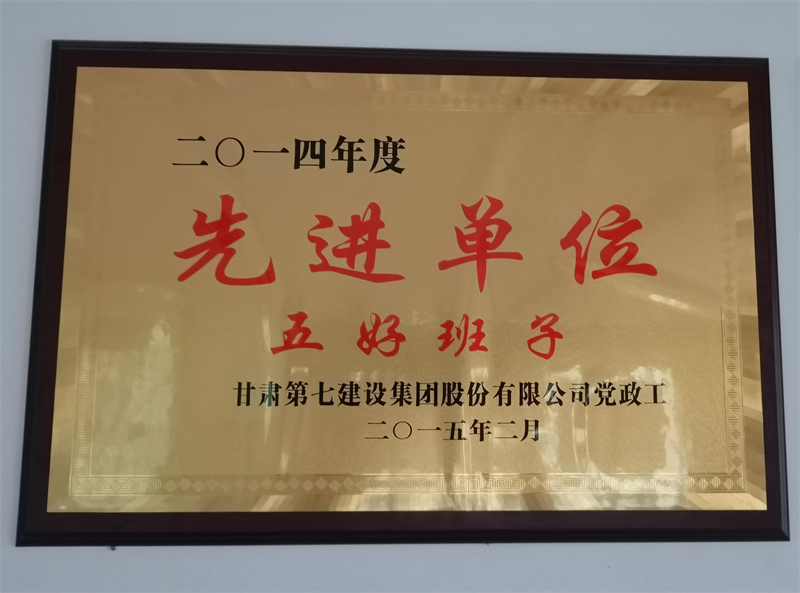 二〇一四年度
先进单位
五好班子
甘肃第七建设集团股份有限公司党政工
二〇一五年二月